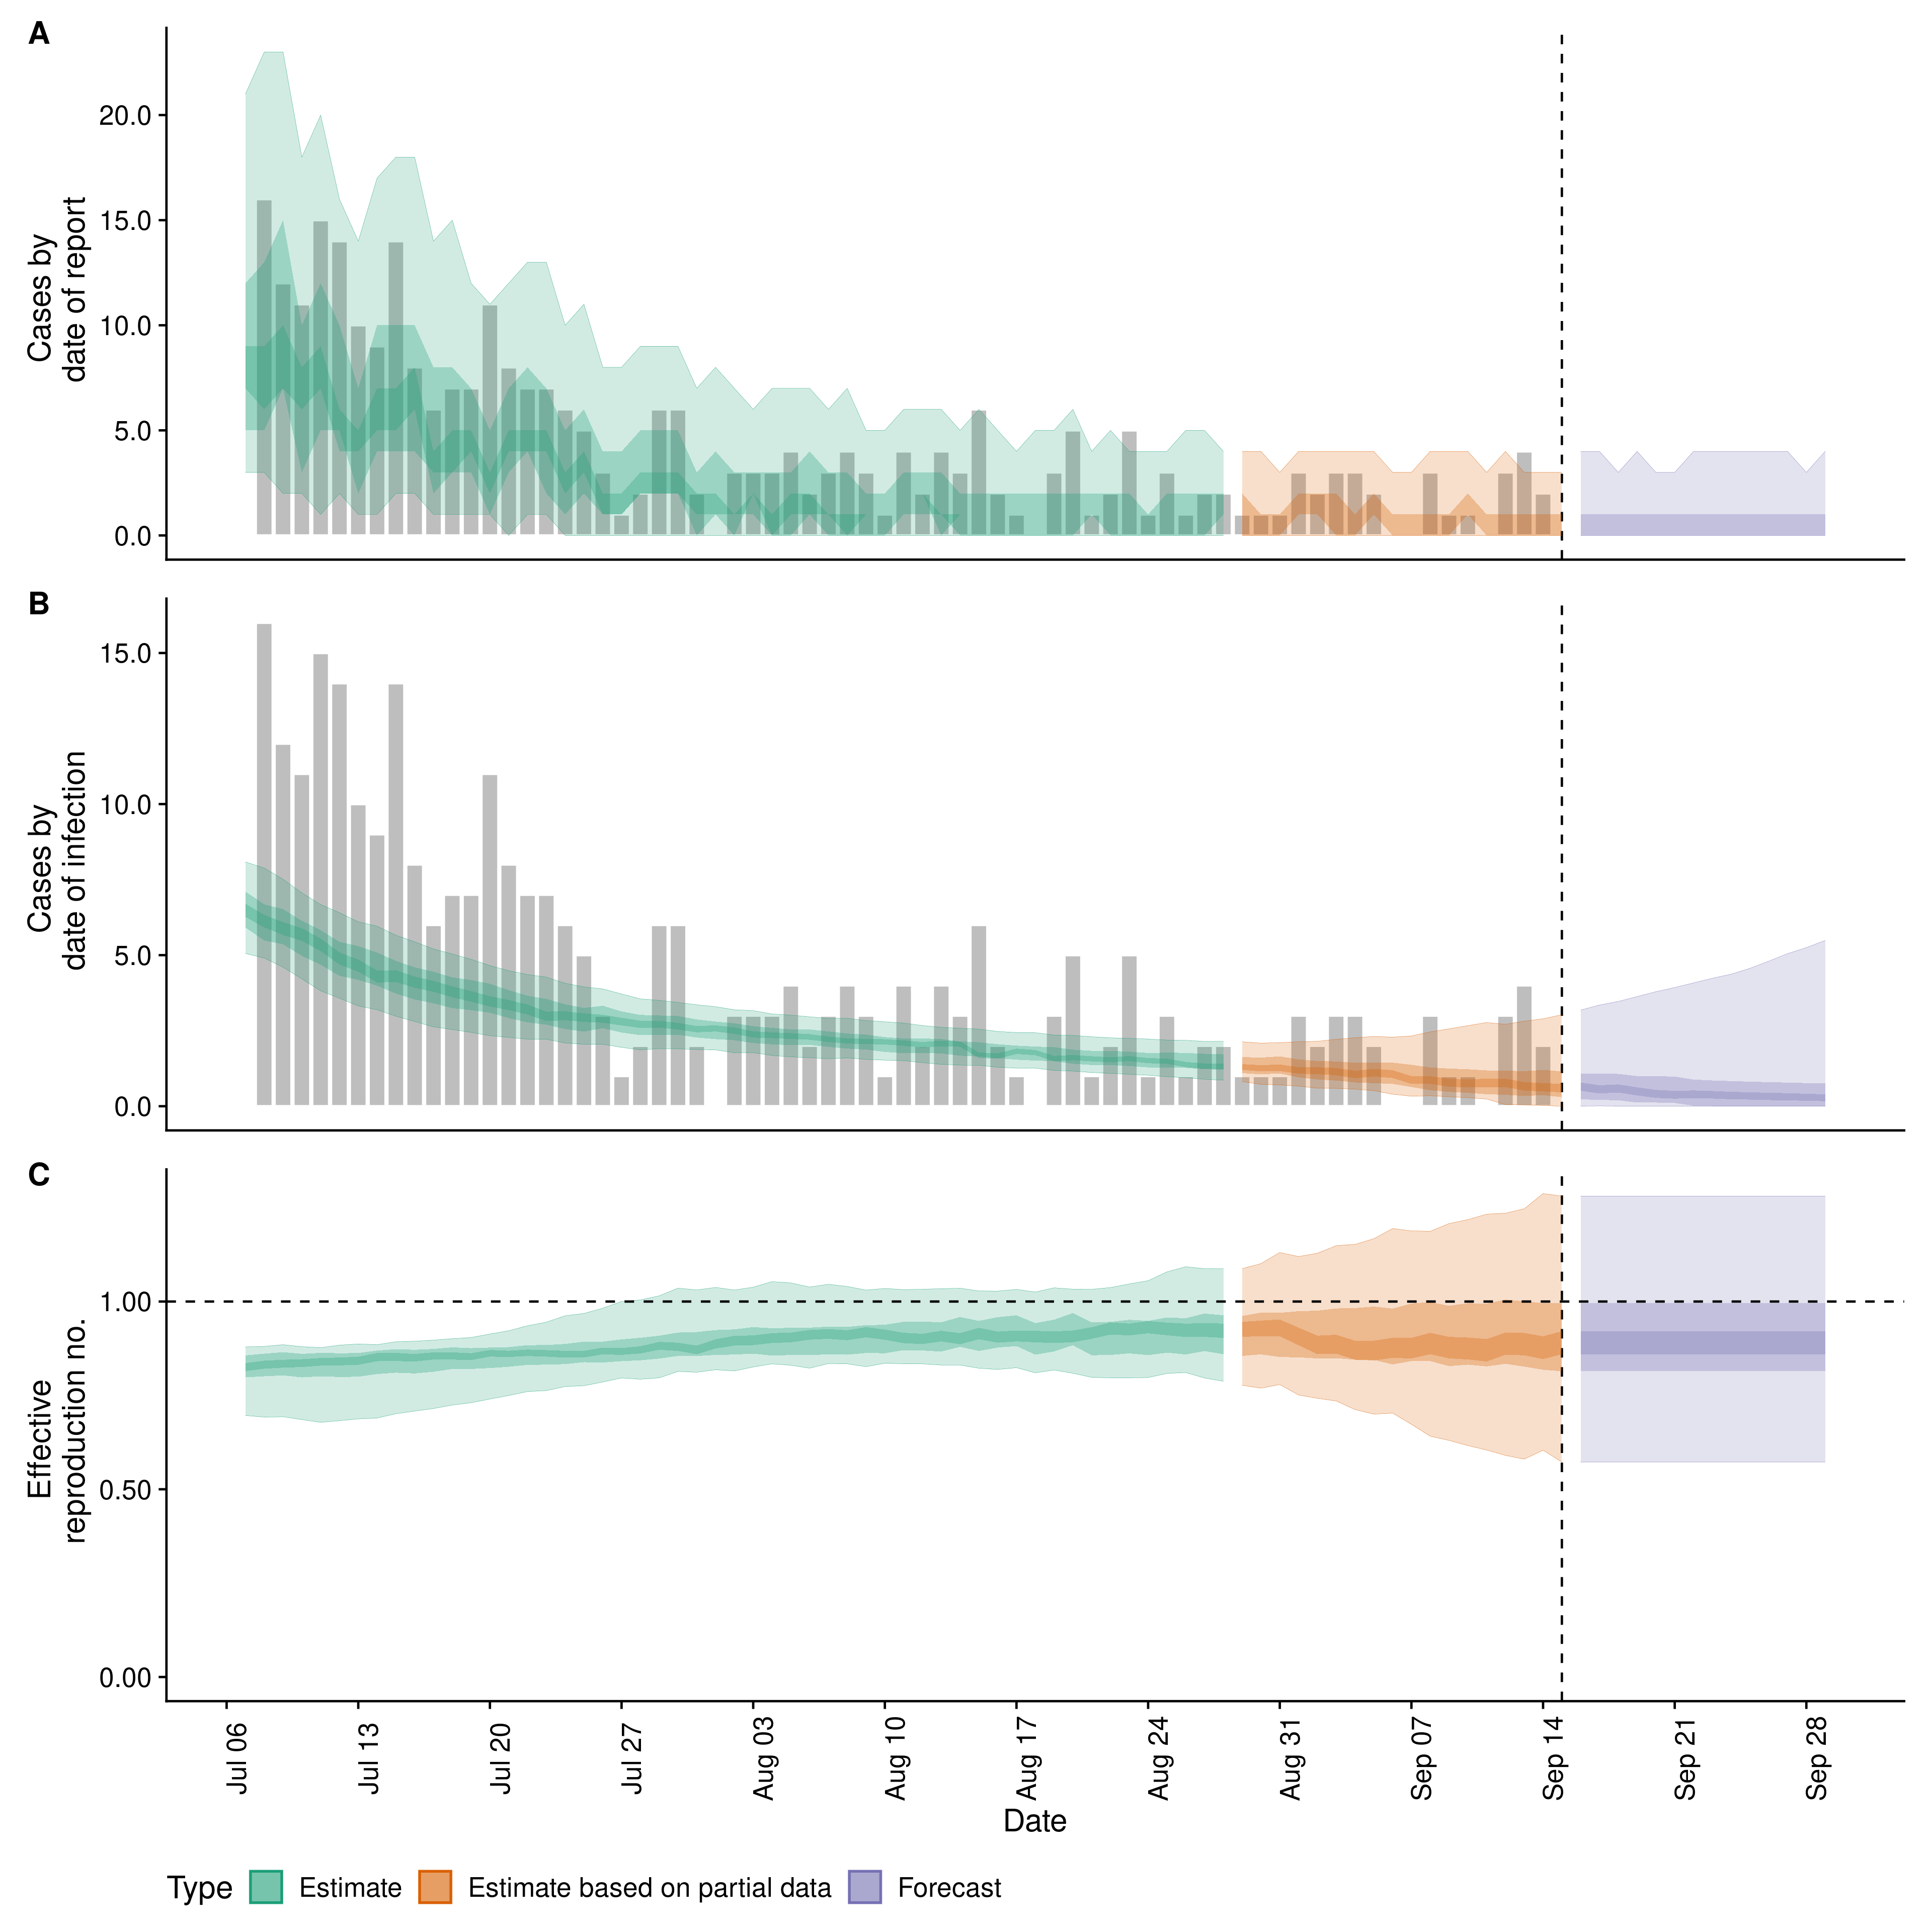 A
20.0
15.0
10.0
5.0
0.0
Cases by
date of report
B
15.0
10.0
5.0
0.0
Cases by
date of infection
C
1.00
0.50
0.00
Effective
reproduction no.
Jul 06
Jul 13
Jul 20
Jul 27
Aug 03
Aug 10
Aug 17
Aug 24
Aug 31
Sep 07
Sep 14
Sep 21
Sep 28
Date
Type Estimate Estimate based on partial data Forecast